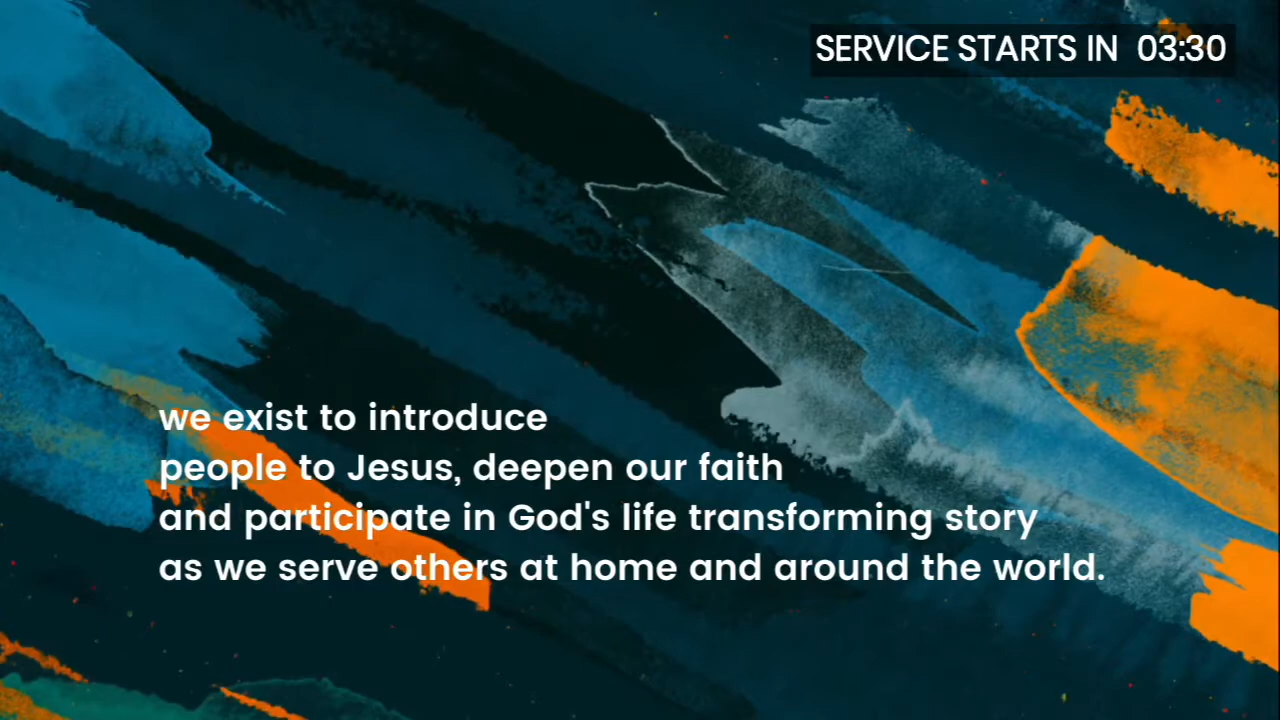 SERVICE STARTS IN 03:30
we exist to introduce
people to Jesus, deepen our faith
and participate in God's life transforming story
as we serve others at home and around the world.